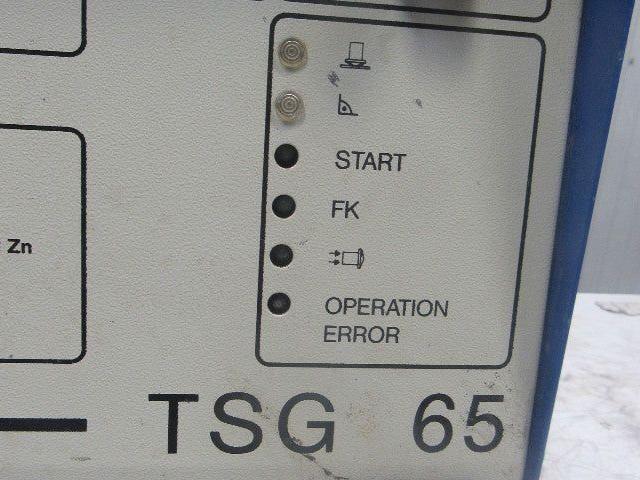 START
FK
Zn
OPERATION
ERROR
TSG 65